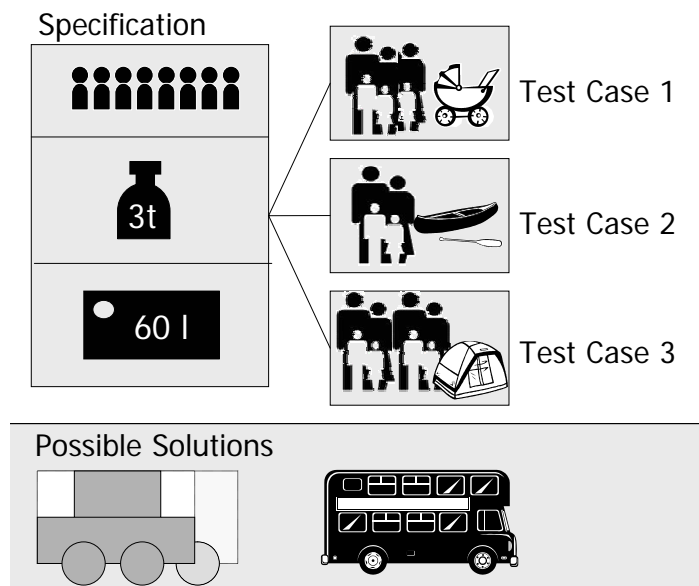 Specification
3t
60 l
Test Case 1
Test Case 2
Test Case 3
Possible Solutions